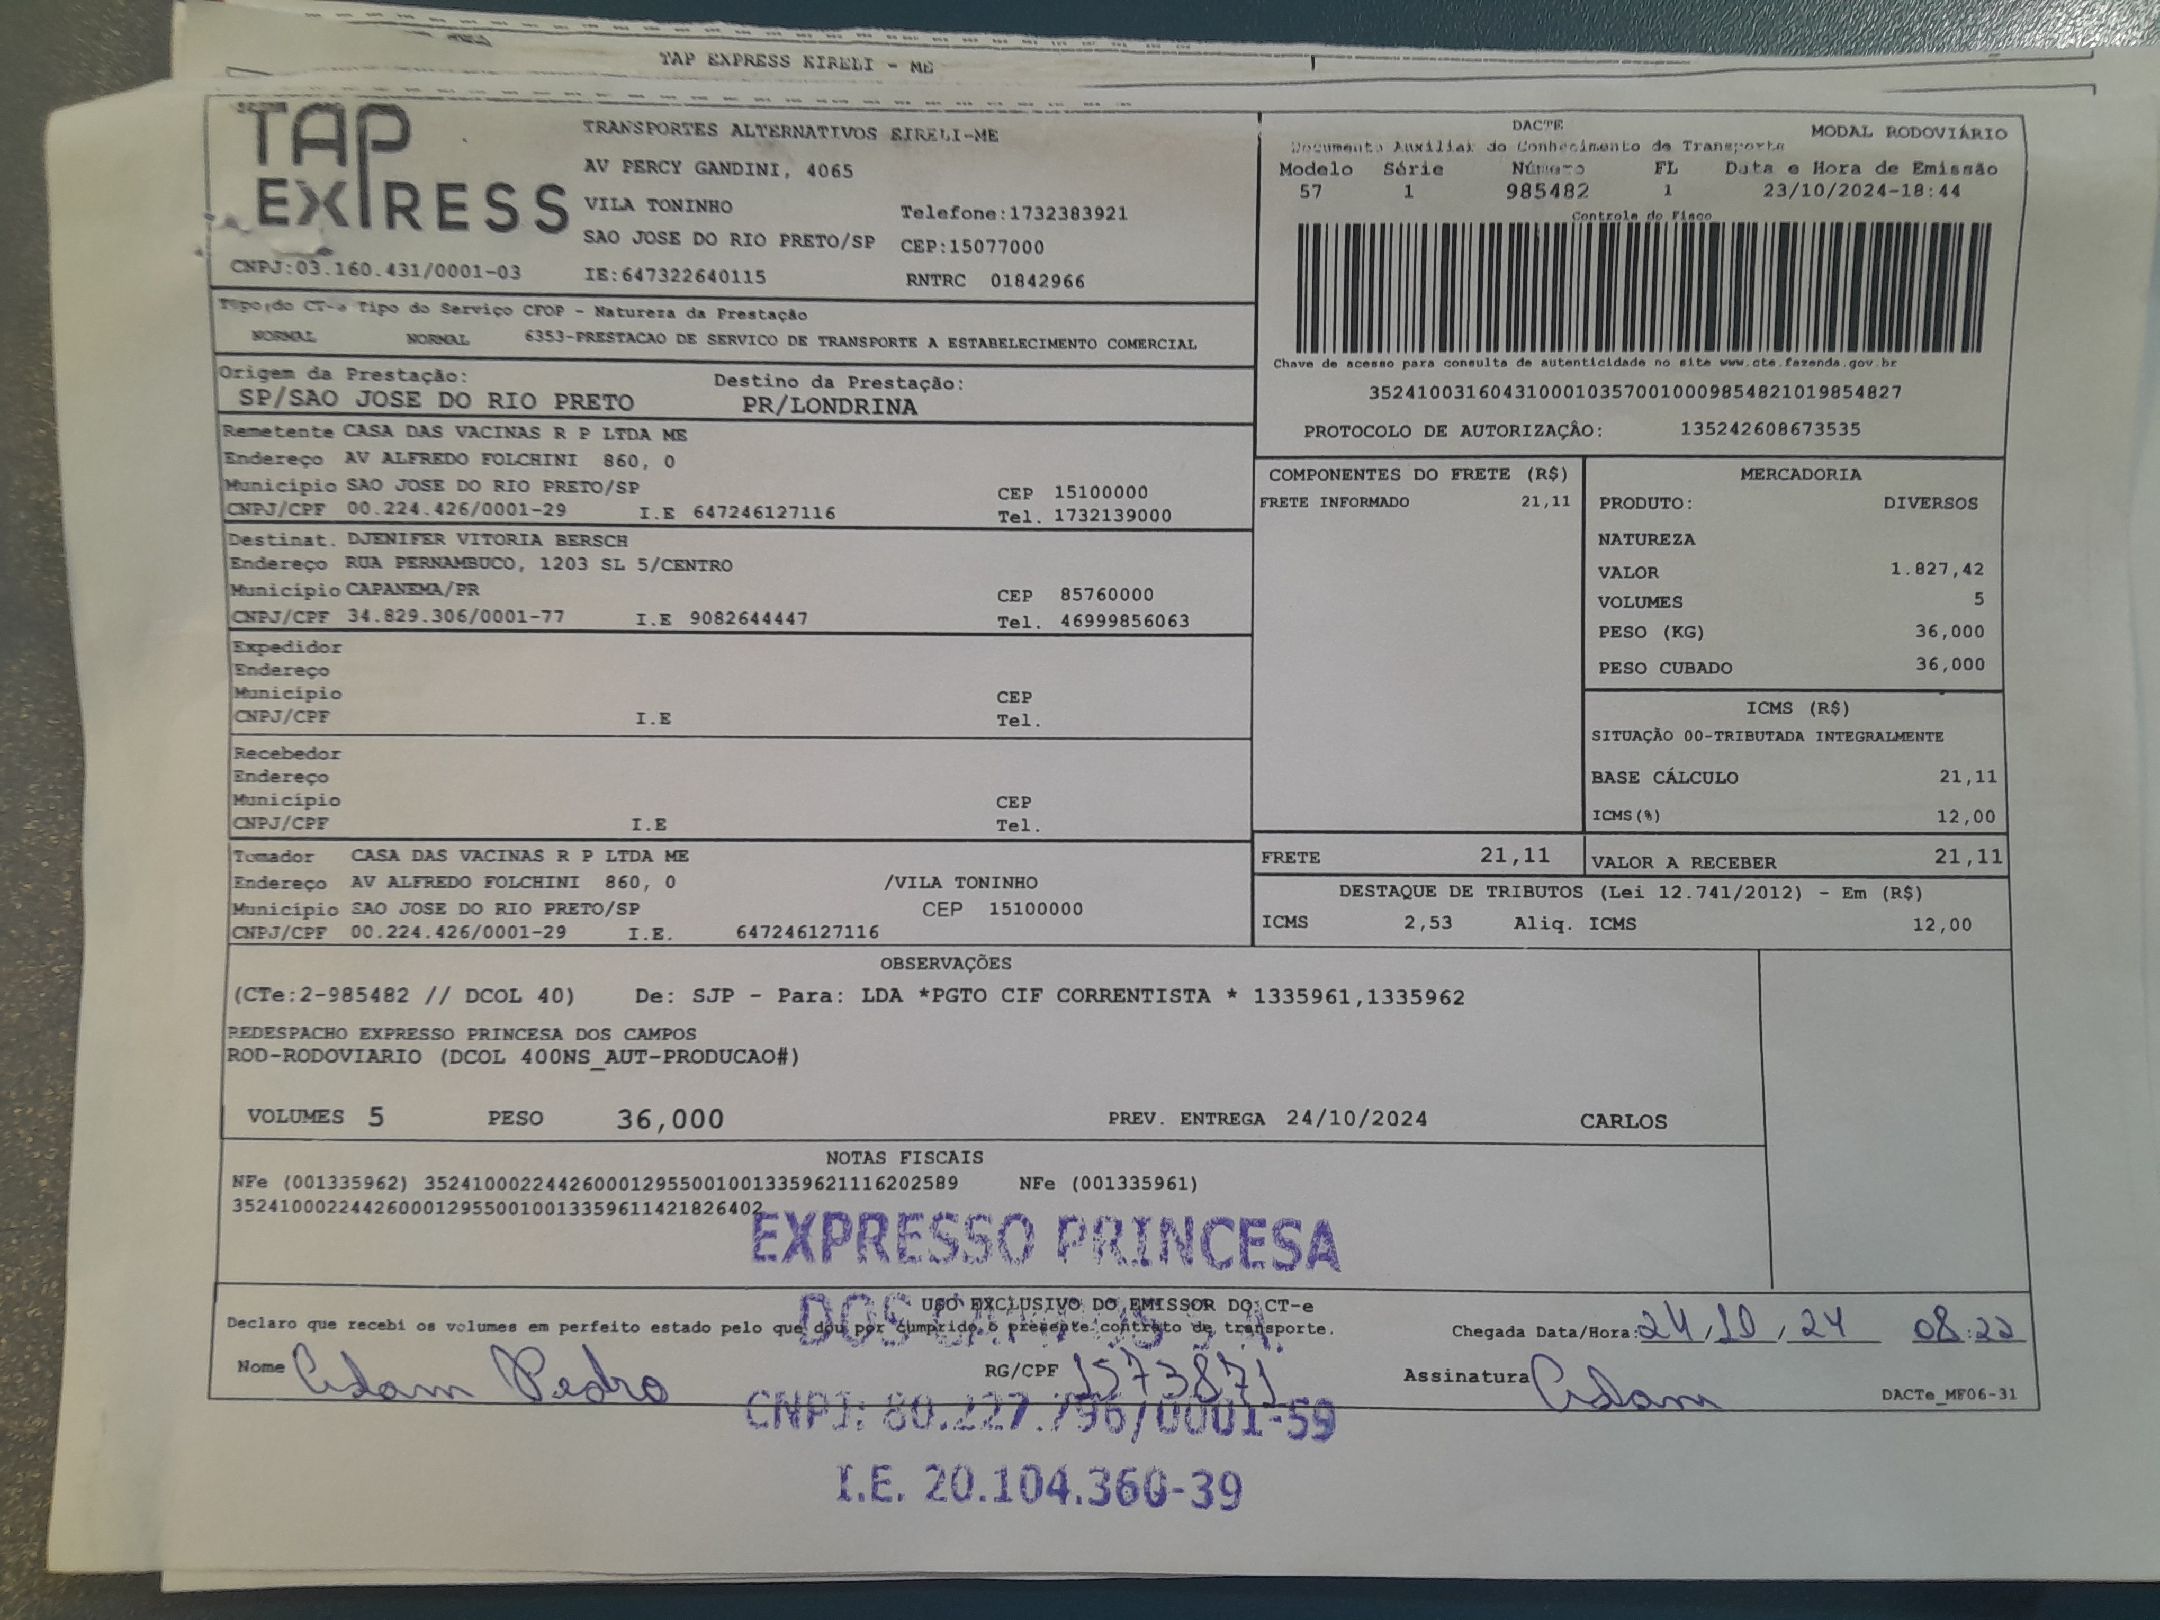 TAP EXPRESS EIRELI - ME
TAP EXPRESS
TRANSPORTES ALTERNATIVOS EIRELI-ME
AV PERCY GANDINI, 4065
VILA TONINHO
Telefone:1732383921
SAO JOSE DO RIO PRETO/SP CEP:15077000
CNPJ:03.160.431/0001-03 IE:647322640115 RNTRC 01842966
DACTE MODAL RODOVIÁRIO
Documento Auxiliar do Conhecimento de Transporte
Modelo Série Número FL Data e Hora de Emissão
57 1 985482 1 23/10/2024-18:44
Controle do Fisco
Chave de acesso para consulta de autenticidade no site www.cte.fazenda.gov.br
35241003160431000103570010009854821019854827
PROTOCOLO DE AUTORIZAÇÂO: 135242608673535
Tipo do CT-e Tipo do Serviço CFOP - Natureza da Prestação
NORMAL NORMAL 6353-PRESTACAO DE SERVICO DE TRANSPORTE A ESTABELECIMENTO COMERCIAL
Origem da Prestação: Destino da Prestação:
SP/SAO JOSE DO RIO PRETO PR/LONDRINA
Remetente CASA DAS VACINAS R P LTDA ME
Endereço AV ALFREDO FOLCHINI 860, 0
Município SAO JOSE DO RIO PRETO/SP CEP 15100000
CNPJ/CPF 00.224.426/0001-29 I.E 647246127116 Tel. 1732139000
Destinat. DJENIFER VITORIA BERSCH
Endereço RUA PERNAMBUCO, 1203 SL 5/CENTRO
Município CAPANEMA/PR CEP 85760000
CNPJ/CPF 34.829.306/0001-77 I.E 9082644447 Tel. 46999856063
Expedidor
Endereço
Município CEP
CNPJ/CPF I.E Tel.
Recebedor
Endereço
Município CEP
CNPJ/CPF I.E Tel.
Tomador CASA DAS VACINAS R P LTDA ME
Endereço AV ALFREDO FOLCHINI 860, 0 /VILA TONINHO
Município SAO JOSE DO RIO PRETO/SP CEP 15100000
CNPJ/CPF 00.224.426/0001-29 I.E. 647246127116
COMPONENTES DO FRETE (R$)
FRETE INFORMADO 21,11
MERCADORIA
PRODUTO: DIVERSOS
NATUREZA
VALOR 1.827,42
VOLUMES 5
PESO (KG) 36,000
PESO CUBADO 36,000
ICMS (R$)
SITUAÇÃO 00-TRIBUTADA INTEGRALMENTE
BASE CÁLCULO 21,11
ICMS(%) 12,00
FRETE 21,11 VALOR A RECEBER 21,11
DESTAQUE DE TRIBUTOS (Lei 12.741/2012) - Em (R$)
ICMS 2,53 Aliq. ICMS 12,00
OBSERVAÇÕES
(CTe:2-985482 // DCOL 40) De: SJP - Para: LDA *PGTO CIF CORRENTISTA * 1335961,1335962
REDESPACHO EXPRESSO PRINCESA DOS CAMPOS
ROD-RODOVIARIO (DCOL 400NS_AUT-PRODUCAO#)
VOLUMES 5 PESO 36,000 PREV. ENTREGA 24/10/2024 CARLOS
NOTAS FISCAIS
NFe (001335962) 35241000224426000129550010013359621116202589 NFe (001335961)
35241000224426000129550010013359611421826402
EXPRESSO PRINCESA
DOS CAMPOS S.A.
CNPJ: 80.227.796/0001-59
I.E. 20.104.360-39
USO EXCLUSIVO DO EMISSOR DO CT-e
Declaro que recebi os volumes em perfeito estado pelo que dou por cumprido o presente contrato de transporte.
Chegada Data/Hora: 24/10/24 08:22
Nome Adam Pedro RG/CPF 1573871 Assinatura Adam
DACTe_MF06-31